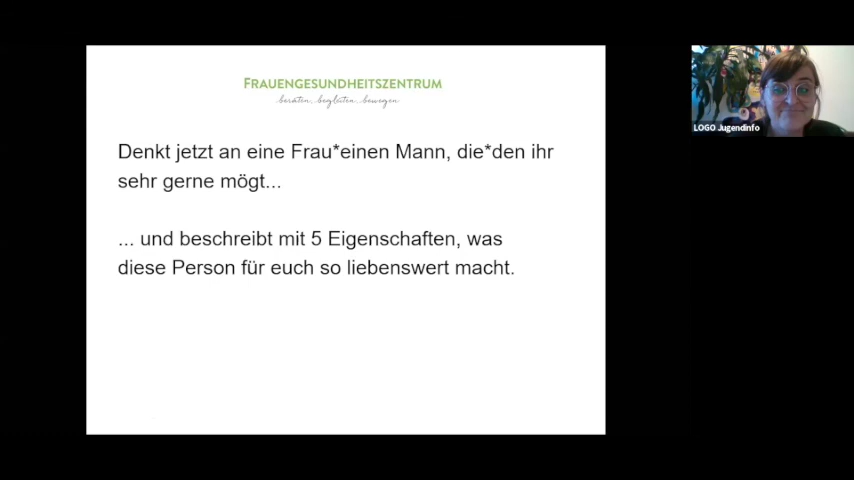 FRAUENGESUNDHEITSZENTRUM
beraten..begleiten..bewegen
Denkt jetzt an eine Frau*einen Mann, die*den ihr
sehr gerne mögt...
... und beschreibt mit 5 Eigenschaften, was
diese Person für euch so liebenswert macht.
LOGO Jugendinfo